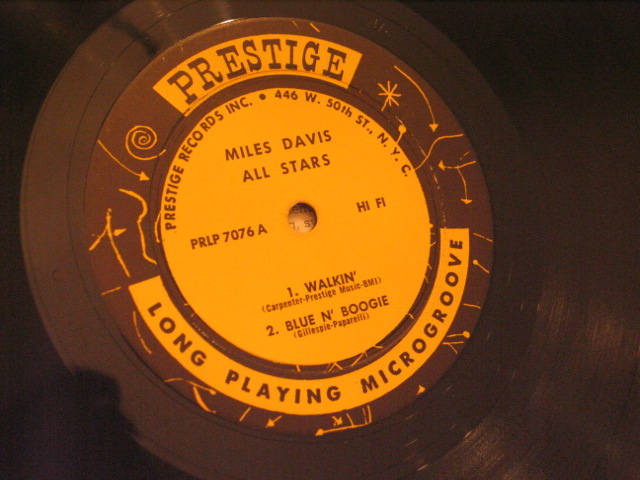 PRESTIGE
PRESTIGE RECORDS INC. • 446 W. 50th ST., N.Y.C.
MILES DAVIS
ALL STARS
PRLP 7076 A
HI FI
1. WALKIN'
(Carpenter-Prestige Music-BMI)
2. BLUE N' BOOGIE
(Gillespie-Paparelli)
LONG PLAYING MICROGROOVE